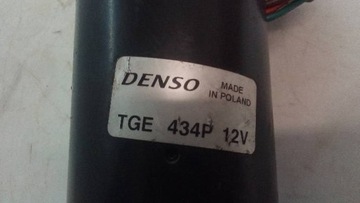 DENSO
MADE
IN POLAND
TGE 434P 12V